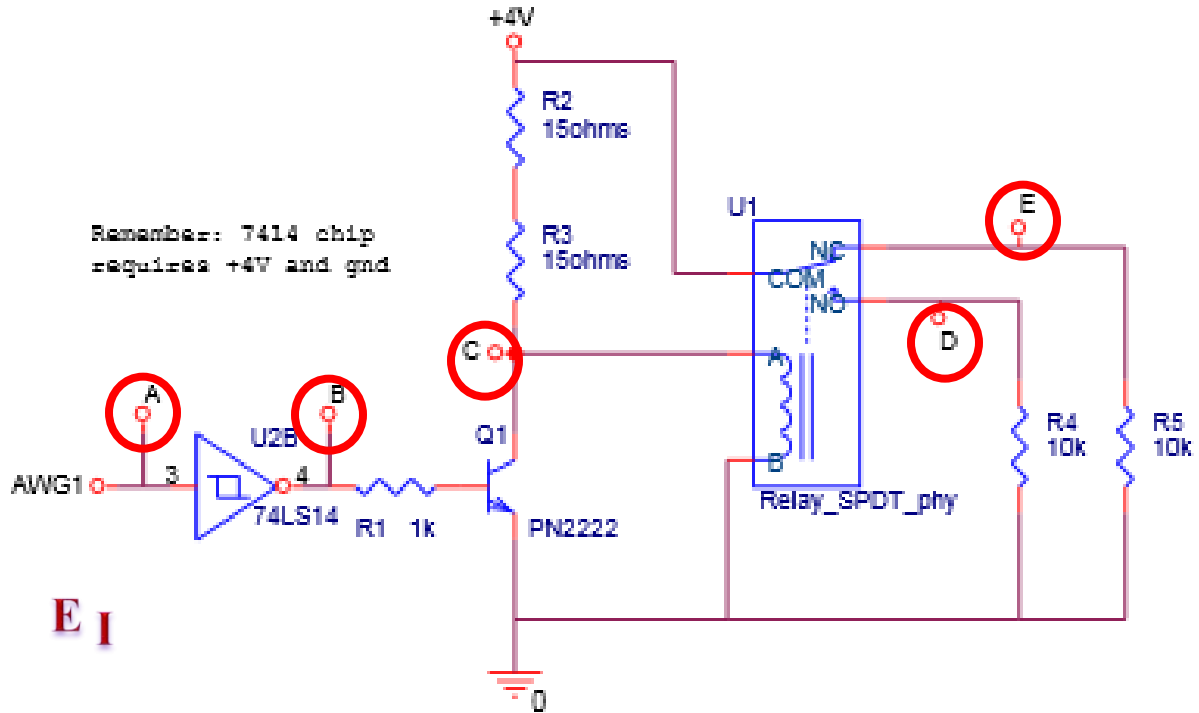 +4V
R2
15ohms
Remember: 7414 chip
requires +4V and gnd
R3
15ohms
U1
E
NC
COM
NO
C
A
D
A
B
U2B
Q1
R4
10k
R5
10k
B
AWG1
3
4
74LS14
R1 1k
PN2222
Relay_SPDT_phy
E I
0